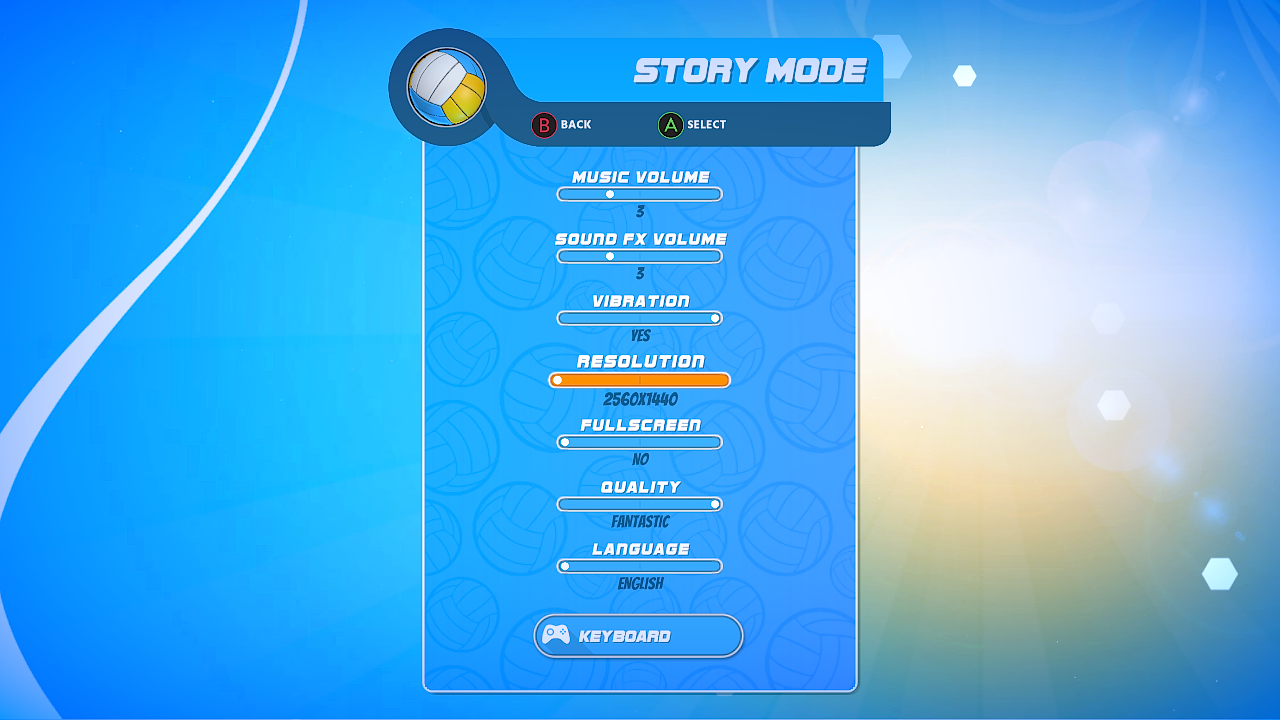 STORY MODE
B BACK A SELECT
MUSIC VOLUME
3
SOUND FX VOLUME
3
VIBRATION
YES
RESOLUTION
2560X1440
FULLSCREEN
NO
QUALITY
FANTASTIC
LANGUAGE
ENGLISH
KEYBOARD